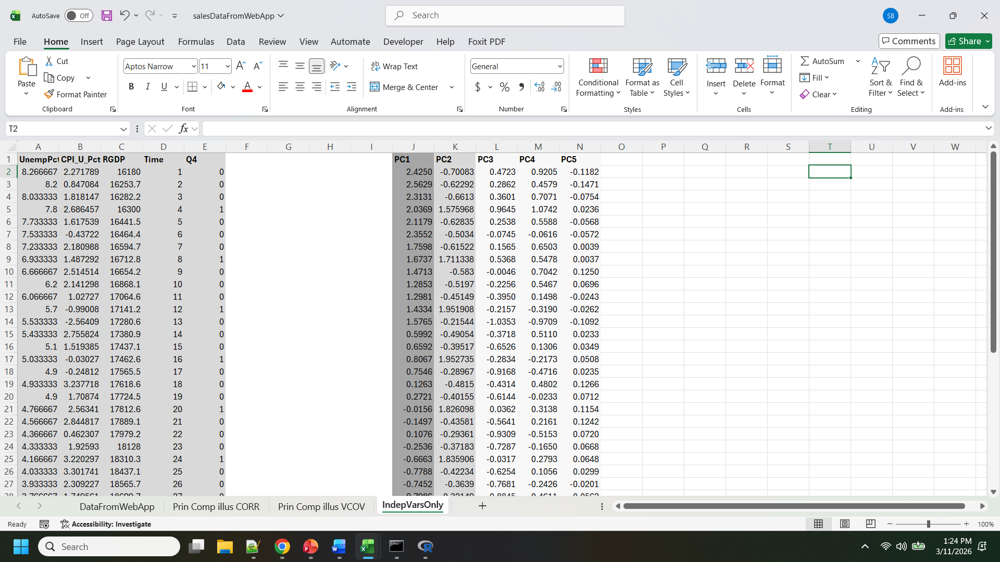 AutoSave Off salesDataFromWebApp Search SB
File Home Insert Page Layout Formulas Data Review View Automate Developer Help Foxit PDF Comments Share
Paste Cut Copy Format Painter Clipboard
Aptos Narrow 11 B I U A Font
Wrap Text Merge & Center Alignment
General $ % Number
Conditional Formatting Format as Table Cell Styles Styles
Insert Delete Format Cells
AutoSum Fill Clear Sort & Filter Find & Select Editing
Add-ins Add-ins
T2 fx
A B C D E F G H I J K L M N O P Q R S T U V W
1 UnempPct CPI_U_Pct RGDP Time Q4 PC1 PC2 PC3 PC4 PC5
2 8.266667 2.271789 16180 1 0 2.4250 -0.70083 0.4723 0.9205 -0.1182
3 8.2 0.847084 16253.7 2 0 2.5629 -0.62292 0.2862 0.4579 -0.1471
4 8.033333 1.818147 16282.2 3 0 2.3131 -0.6613 0.3601 0.7071 -0.0754
5 7.8 2.686457 16300 4 1 2.0369 1.575968 0.9645 1.0742 0.0236
6 7.733333 1.617539 16441.5 5 0 2.1179 -0.62835 0.2538 0.5588 -0.0568
7 7.533333 -0.43722 16464.4 6 0 2.3552 -0.5034 -0.0745 -0.0616 -0.0572
8 7.233333 2.180988 16594.7 7 0 1.7598 -0.61522 0.1565 0.6503 0.0039
9 6.933333 1.487292 16712.8 8 1 1.6737 1.711338 0.5368 0.5478 0.0037
10 6.666667 2.514514 16654.2 9 0 1.4713 -0.583 -0.0046 0.7042 0.1250
11 6.2 2.141298 16868.1 10 0 1.2853 -0.5197 -0.2256 0.5467 0.0696
12 6.066667 1.02727 17064.6 11 0 1.2981 -0.45149 -0.3950 0.1498 -0.0243
13 5.7 -0.99008 17141.2 12 1 1.4334 1.951908 -0.2157 -0.3190 -0.0262
14 5.533333 -2.56409 17280.6 13 0 1.5765 -0.21544 -1.0353 -0.9709 -0.1092
15 5.433333 2.755824 17380.9 14 0 0.5992 -0.49054 -0.3718 0.5110 0.0233
16 5.1 1.519385 17437.1 15 0 0.6592 -0.39517 -0.6526 0.1306 0.0349
17 5.033333 -0.03027 17462.6 16 1 0.8067 1.952735 -0.2834 -0.2173 0.0508
18 4.9 -0.24812 17565.5 17 0 0.7546 -0.28967 -0.9168 -0.4716 0.0235
19 4.933333 3.237718 17618.6 18 0 0.1263 -0.4815 -0.4314 0.4802 0.1266
20 4.9 1.70874 17724.5 19 0 0.2721 -0.40155 -0.6144 -0.0233 0.0712
21 4.766667 2.56341 17812.6 20 1 -0.0156 1.826098 0.0362 0.3138 0.1154
22 4.566667 2.844817 17889.1 21 0 -0.1497 -0.43581 -0.5641 0.2161 0.1242
23 4.366667 0.462307 17979.2 22 0 0.1076 -0.29361 -0.9309 -0.5153 0.0720
24 4.333333 1.92593 18128 23 0 -0.2536 -0.37183 -0.7287 -0.1650 0.0668
25 4.166667 3.220297 18310.3 24 1 -0.6663 1.835906 -0.0317 0.2793 0.0648
26 4.033333 3.301741 18437.1 25 0 -0.7788 -0.42234 -0.6254 0.1056 0.0299
27 3.933333 2.309227 18565.7 26 0 -0.7452 -0.3639 -0.7681 -0.2426 -0.0201
DataFromWebApp Prin Comp illus CORR Prin Comp illus VCOV IndepVarsOnly
Ready Accessibility: Investigate 100%
Search 1:24 PM
3/11/2026